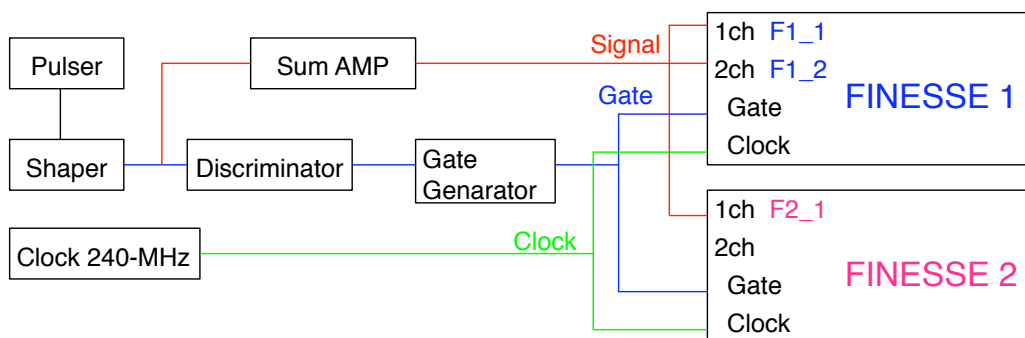 Pulser
Sum AMP
Signal
1ch F1_1
2ch F1_2
FINESSE 1
Gate
Gate
Clock
Shaper
Discriminator
Gate
Genarator
Clock 240-MHz
Clock
1ch F2_1
2ch
FINESSE 2
Gate
Clock